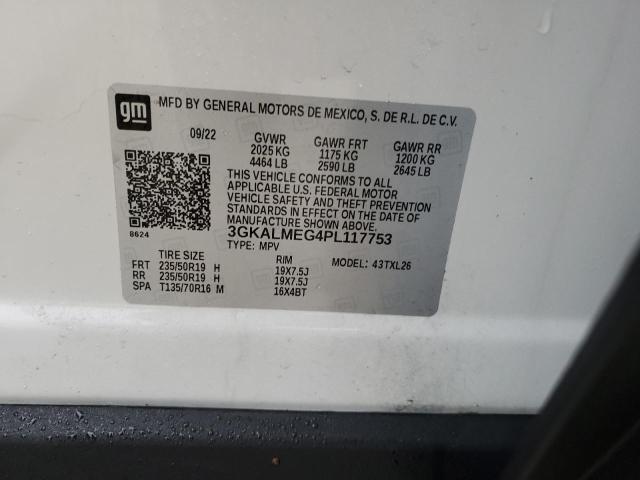 gm
MFD BY GENERAL MOTORS DE MEXICO, S. DE R.L. DE C.V.
09/22 GVWR GAWR FRT GAWR RR
2025 KG 1175 KG 1200 KG
4464 LB 2590 LB 2645 LB
THIS VEHICLE CONFORMS TO ALL
APPLICABLE U.S. FEDERAL MOTOR
VEHICLE SAFETY AND THEFT PREVENTION
STANDARDS IN EFFECT ON THE DATE OF
MANUFACTURE SHOWN ABOVE.
3GKALMEG4PL117753
8624
TYPE: MPV
TIRE SIZE RIM MODEL: 43TXL26
FRT 235/50R19 H 19X7.5J
RR 235/50R19 H 19X7.5J
SPA T135/70R16 M 16X4BT